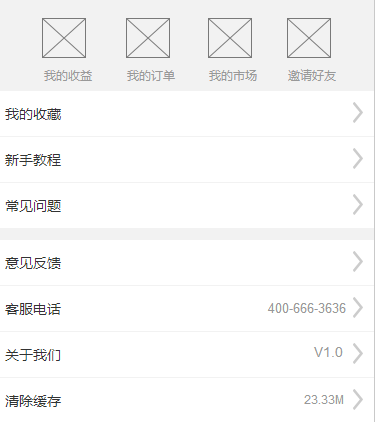 我的收益 我的订单 我的市场 邀请好友
我的收藏
新手教程
常见问题
意见反馈
客服电话 400-666-3636
关于我们 V1.0
清除缓存 23.33M